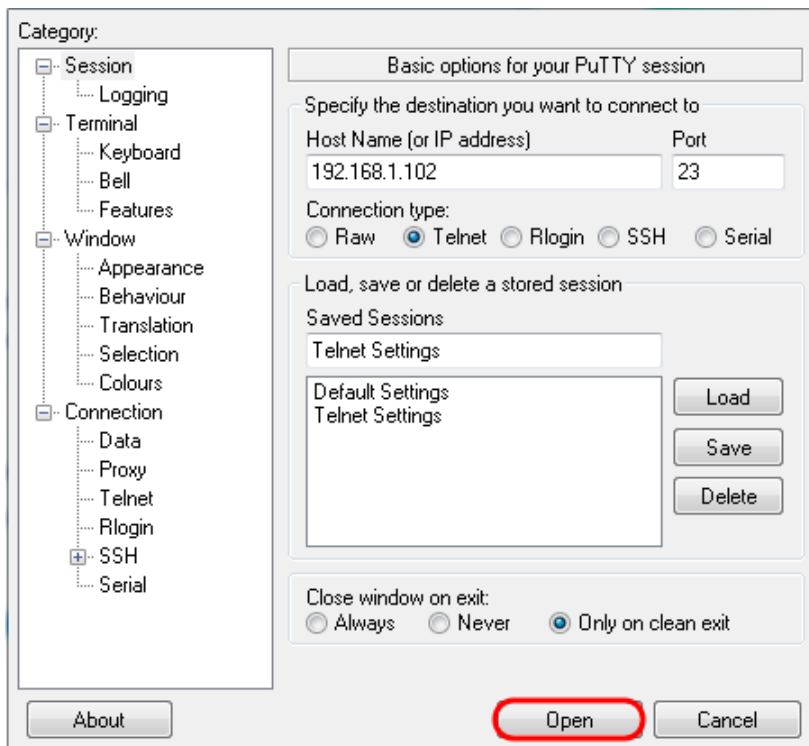 Category:
Session
Logging
Terminal
Keyboard
Bell
Features
Window
Appearance
Behaviour
Translation
Selection
Colours
Connection
Data
Proxy
Telnet
Rlogin
SSH
Serial
Basic options for your PuTTY session
Specify the destination you want to connect to
Host Name (or IP address) Port
192.168.1.102 23
Connection type:
Raw Telnet Rlogin SSH Serial
Load, save or delete a stored session
Saved Sessions
Telnet Settings
Default Settings
Telnet Settings
Load
Save
Delete
Close window on exit:
Always Never Only on clean exit
About Open Cancel